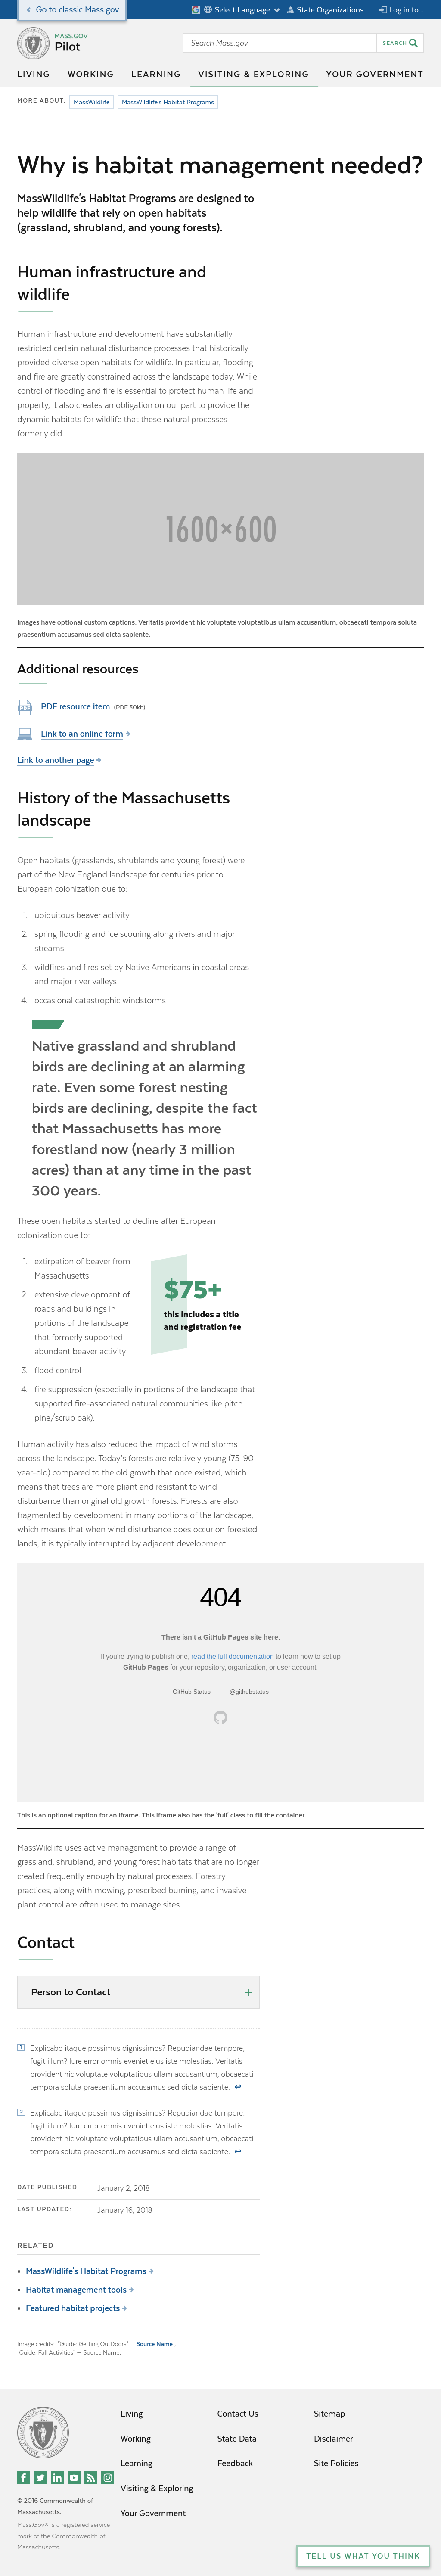 Go to classic Mass.gov
Select Language
State Organizations
Log in to...
MASS.GOV
Pilot
Search Mass.gov
SEARCH
LIVING
WORKING
LEARNING
VISITING & EXPLORING
YOUR GOVERNMENT
MORE ABOUT:
MassWildlife
MassWildlife's Habitat Programs
Why is habitat management needed?
MassWildlife's Habitat Programs are designed to
help wildlife that rely on open habitats
(grassland, shrubland, and young forests).
Human infrastructure and
wildlife
Human infrastructure and development have substantially
restricted certain natural disturbance processes that historically
provided diverse open habitats for wildlife. In particular, flooding
and fire are greatly constrained across the landscape today. While
control of flooding and fire is essential to protect human life and
property, it also creates an obligation on our part to provide the
dynamic habitats for wildlife that these natural processes
formerly did.
1600×600
Images have optional custom captions. Veritatis provident hic voluptate voluptatibus ullam accusantium, obcaecati tempora soluta
praesentium accusamus sed dicta sapiente.
Additional resources
PDF
PDF resource item (PDF 30kb)
Link to an online form
Link to another page
History of the Massachusetts
landscape
Open habitats (grasslands, shrublands and young forest) were
part of the New England landscape for centuries prior to
European colonization due to:
1. ubiquitous beaver activity
2. spring flooding and ice scouring along rivers and major
streams
3. wildfires and fires set by Native Americans in coastal areas
and major river valleys
4. occasional catastrophic windstorms
Native grassland and shrubland
birds are declining at an alarming
rate. Even some forest nesting
birds are declining, despite the fact
that Massachusetts has more
forestland now (nearly 3 million
acres) than at any time in the past
300 years.
These open habitats started to decline after European
colonization due to:
1. extirpation of beaver from
Massachusetts
2. extensive development of
roads and buildings in
portions of the landscape
that formerly supported
abundant beaver activity
$75+
this includes a title
and registration fee
3. flood control
4. fire suppression (especially in portions of the landscape that
supported fire-associated natural communities like pitch
pine/scrub oak).
Human activity has also reduced the impact of wind storms
across the landscape. Today's forests are relatively young (75-90
year-old) compared to the old growth that once existed, which
means that trees are more pliant and resistant to wind
disturbance than original old growth forests. Forests are also
fragmented by development in many portions of the landscape,
which means that when wind disturbance does occur on forested
lands, it is typically interrupted by adjacent development.
404
There isn't a GitHub Pages site here.
If you're trying to publish one, read the full documentation to learn how to set up
GitHub Pages for your repository, organization, or user account.
GitHub Status — @githubstatus
This is an optional caption for an iframe. This iframe also has the 'full' class to fill the container.
MassWildlife uses active management to provide a range of
grassland, shrubland, and young forest habitats that are no longer
created frequently enough by natural processes. Forestry
practices, along with mowing, prescribed burning, and invasive
plant control are often used to manage sites.
Contact
Person to Contact
1 Explicabo itaque possimus dignissimos? Repudiandae tempore,
fugit illum? Iure error omnis eveniet eius iste molestias. Veritatis
provident hic voluptate voluptatibus ullam accusantium, obcaecati
tempora soluta praesentium accusamus sed dicta sapiente. ↩
2 Explicabo itaque possimus dignissimos? Repudiandae tempore,
fugit illum? Iure error omnis eveniet eius iste molestias. Veritatis
provident hic voluptate voluptatibus ullam accusantium, obcaecati
tempora soluta praesentium accusamus sed dicta sapiente. ↩
DATE PUBLISHED: January 2, 2018
LAST UPDATED: January 16, 2018
RELATED
MassWildlife's Habitat Programs
Habitat management tools
Featured habitat projects
Image credits: "Guide: Getting OutDoors" — Source Name ,
"Guide: Fall Activities" — Source Name,
Living
Working
Learning
Visiting & Exploring
Your Government
Contact Us
State Data
Feedback
Sitemap
Disclaimer
Site Policies
© 2016 Commonwealth of
Massachusetts.
Mass.Gov® is a registered service
mark of the Commonwealth of
Massachusetts.
TELL US WHAT YOU THINK